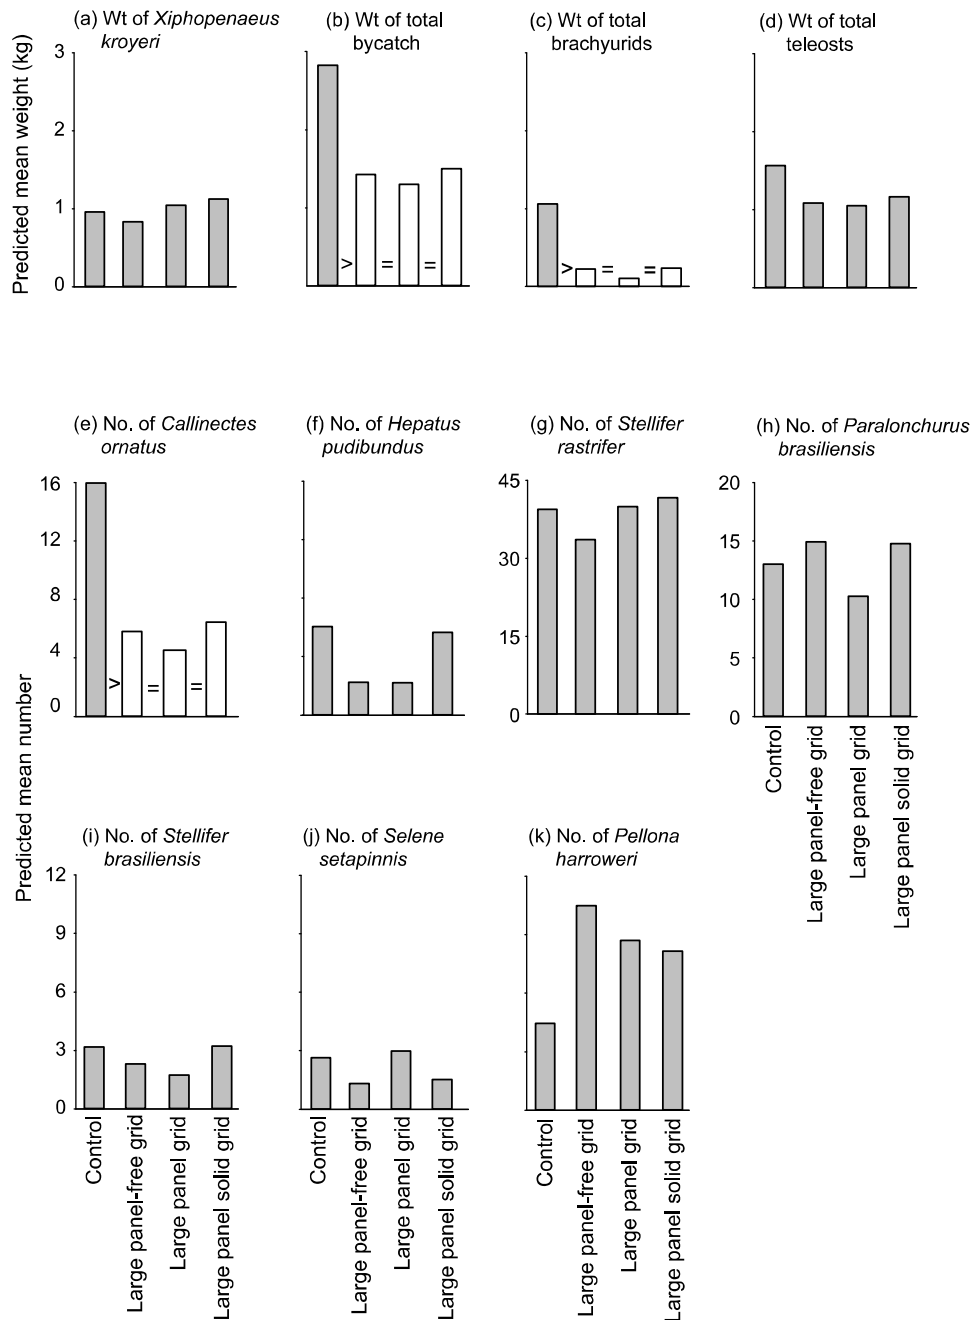 (a) Wt of Xiphopenaeus
kroyeri
(b) Wt of total
bycatch
(c) Wt of total
brachyurids
(d) Wt of total
teleosts
Predicted mean weight (kg)
3
2
1
0
> = =
> = =
(e) No. of Callinectes
ornatus
(f) No. of Hepatus
pudibundus
(g) No. of Stellifer
rastrifer
(h) No. of Paralonchurus
brasiliensis
Predicted mean number
16
12
8
4
0
> = =
45
30
15
0
20
15
10
5
0
Control
Large panel-free grid
Large panel grid
Large panel solid grid
(i) No. of Stellifer
brasiliensis
(j) No. of Selene
setapinnis
(k) No. of Pellona
harroweri
12
9
6
3
0
Control
Large panel-free grid
Large panel grid
Large panel solid grid
Control
Large panel-free grid
Large panel grid
Large panel solid grid
Control
Large panel-free grid
Large panel grid
Large panel solid grid